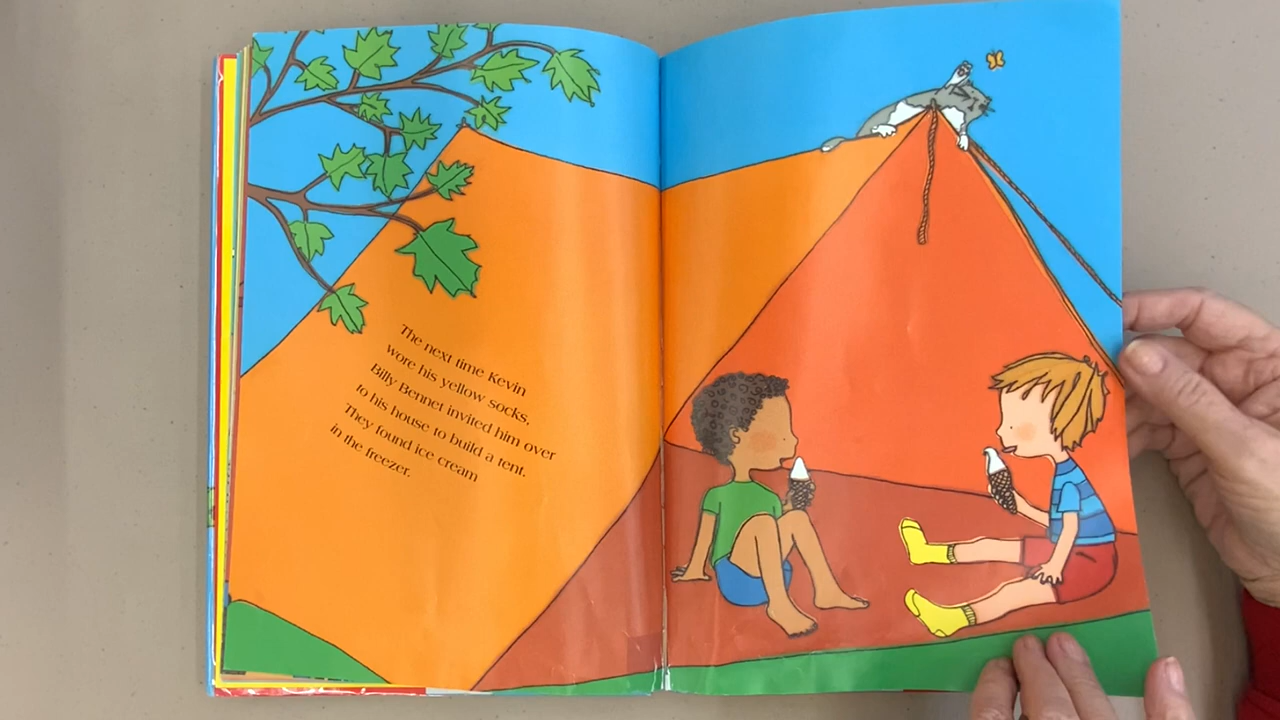 The next time Kevin
wore his yellow socks,
Billy Bennet invited him over
to his house to build a tent.
They found ice cream
in the freezer.